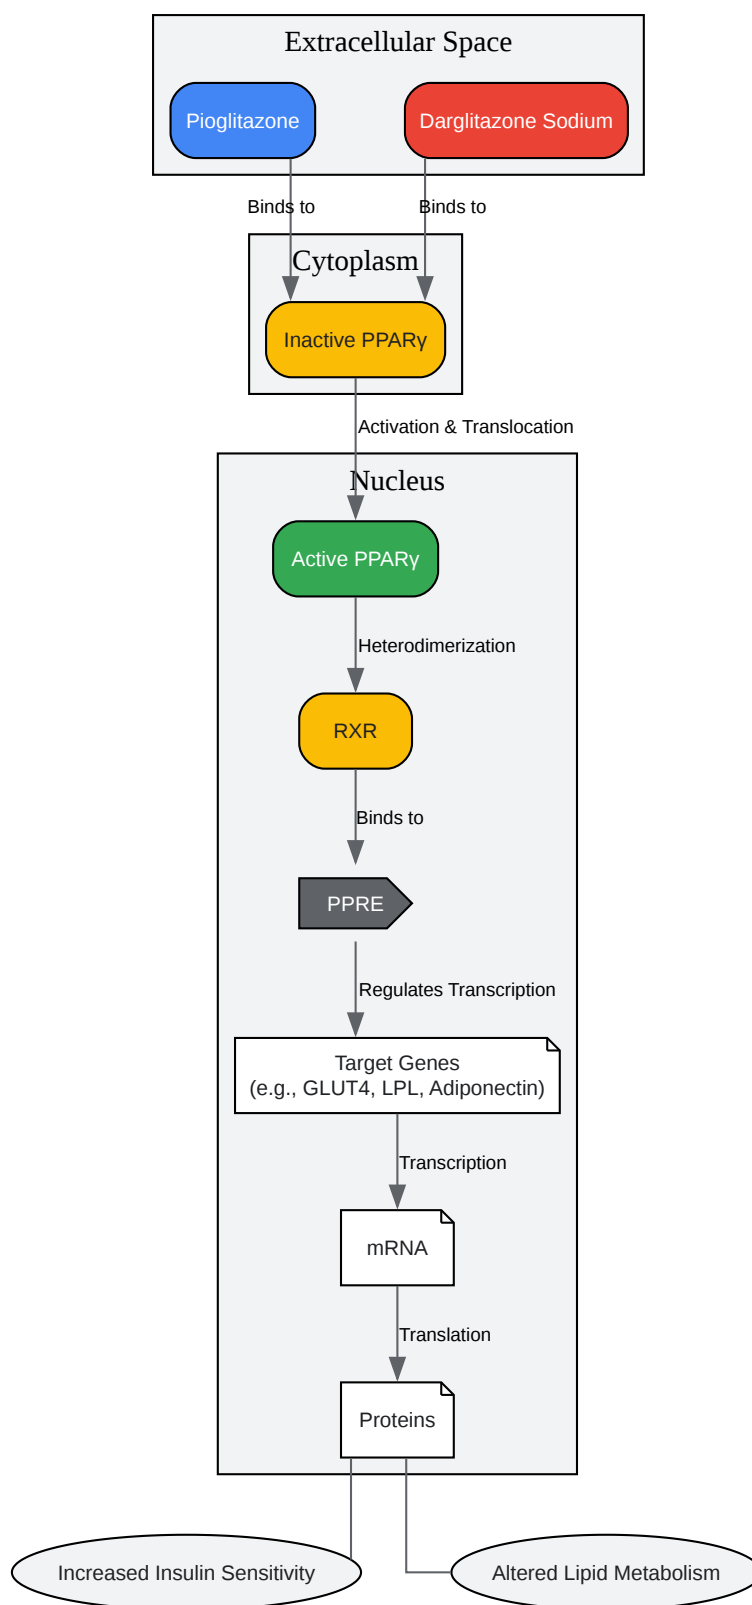 Extracellular Space
Pioglitazone
Darglitazone Sodium
Binds to
Binds to
Cytoplasm
Inactive PPARγ
Activation & Translocation
Nucleus
Active PPARγ
Heterodimerization
RXR
Binds to
PPRE
Regulates Transcription
Target Genes
(e.g., GLUT4, LPL, Adiponectin)
Transcription
mRNA
Translation
Proteins
Increased Insulin Sensitivity
Altered Lipid Metabolism